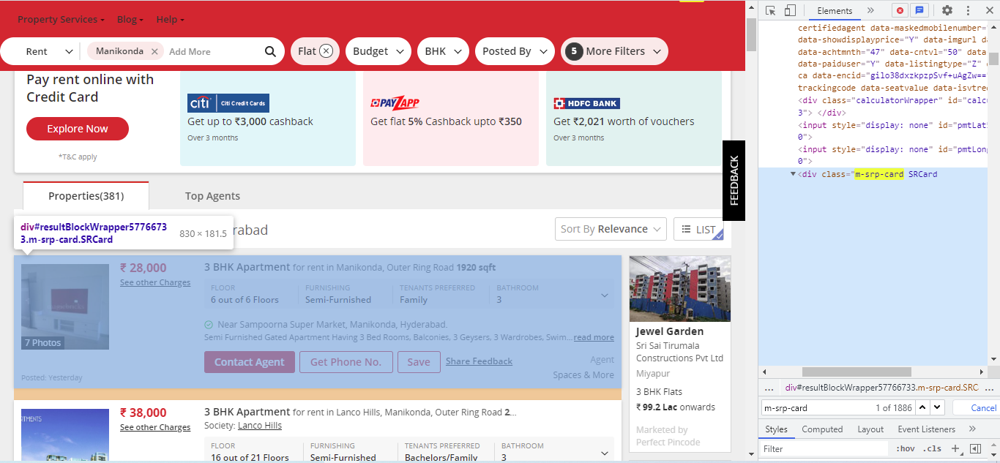 Property Services Blog Help
Rent Manikonda Add More Flat Budget BHK Posted By 5 More Filters
Pay rent online with
Credit Card
Explore Now
*T&C apply
citi Citi Credit Cards
Get up to ₹3,000 cashback
Over 3 months
PAYZAPP
Get flat 5% Cashback upto ₹350
HDFC BANK
Get ₹2,021 worth of vouchers
Over 3 months
FEEDBACK
Properties(381) Top Agents
div#resultBlockWrapper5776673
3.m-srp-card.SRCard
830 × 181.5
rabad
Sort By Relevance LIST
7 Photos
Posted: Yesterday
₹ 28,000
See other Charges
3 BHK Apartment for rent in Manikonda, Outer Ring Road 1920 sqft
FLOOR FURNISHING TENANTS PREFERRED BATHROOM
6 out of 6 Floors Semi-Furnished Family 3
Near Sampoorna Super Market, Manikonda, Hyderabad.
Semi Furnished Gated Apartment Having 3 Bed Rooms, Balconies, 3 Geysers, 3 Wardrobes, Swim... read more
Contact Agent Get Phone No. Save Share Feedback
Agent
Spaces & More
RTMENTS
₹ 38,000
See other Charges
3 BHK Apartment for rent in Lanco Hills, Manikonda, Outer Ring Road 2...
Society: Lanco Hills
FLOOR FURNISHING TENANTS PREFERRED BATHROOM
16 out of 21 Floors Semi-Furnished Bachelors/Family 3
Jewel Garden
Sri Sai Tirumala
Constructions Pvt Ltd
Miyapur
3 BHK Flats
₹ 99.2 Lac onwards
Marketed by
Perfect Pincode
Elements
certifiedagent data-maskedmobilenumber=
data-showdisplayprice="Y" data-imgurl da
data-achtmnth="47" data-cntvl="50" data
data-paiduser="Y" data-listingtype="Z"
ca data-encid="gilo38dxzkpzpSvf+uAgZw==
trackingcode data-seatvalue data-isvtree
<div class="calculatorWrapper" id="calc
3"> </div>
<input style="display: none" id="pmtLat
0">
<input style="display: none" id="pmtLon
0">
<div class="m-srp-card SRCard
... div#resultBlockWrapper57766733.m-srp-card.SRC ...
m-srp-card 1 of 1886 Cancel
Styles Computed Layout Event Listeners
Filter :hov .cls